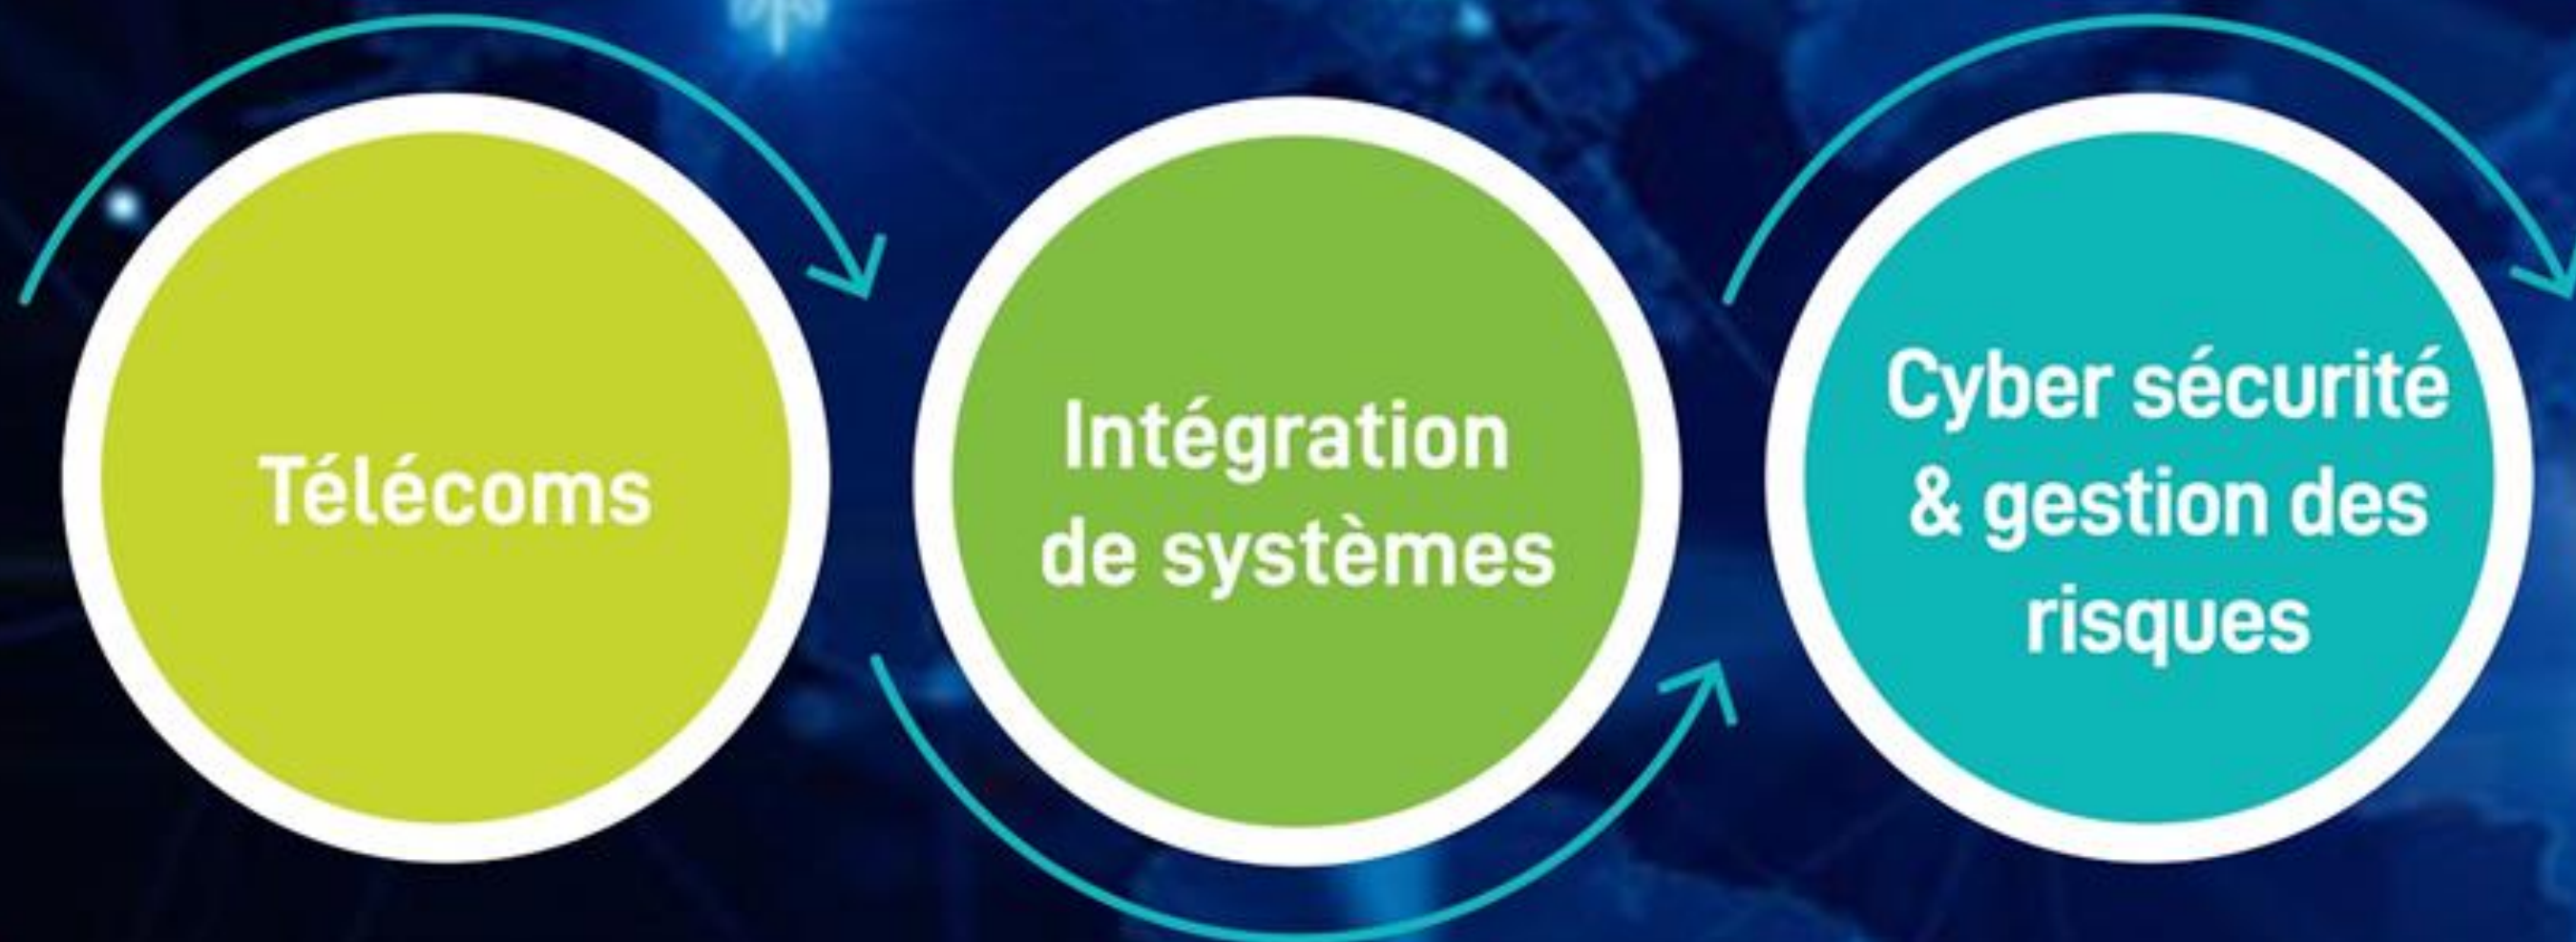 Télécoms
Intégration
de systèmes
Cyber sécurité
& gestion des
risques